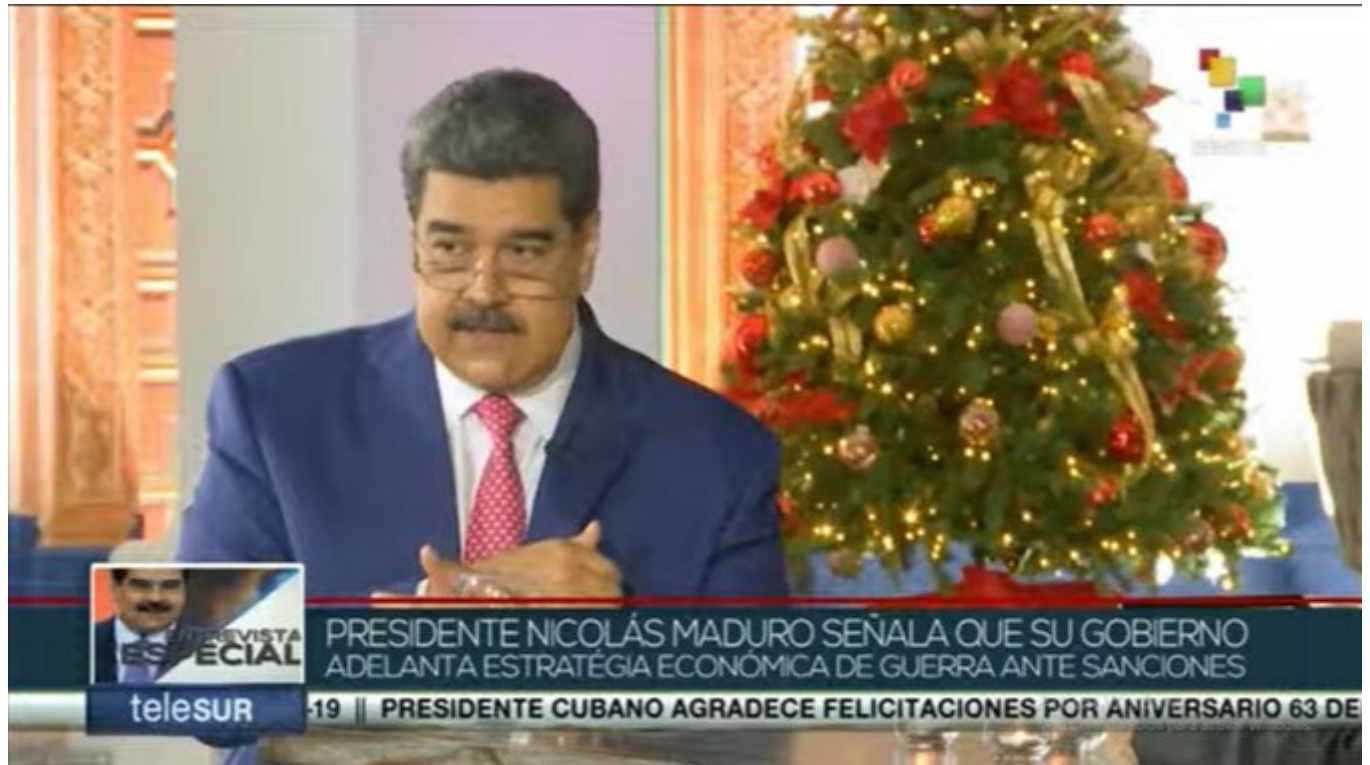 ENTREVISTA
ESPECIAL
PRESIDENTE NICOLÁS MADURO SEÑALA QUE SU GOBIERNO
ADELANTA ESTRATÉGIA ECONÓMICA DE GUERRA ANTE SANCIONES
teleSUR
-19 || PRESIDENTE CUBANO AGRADECE FELICITACIONES POR ANIVERSARIO 63 DE